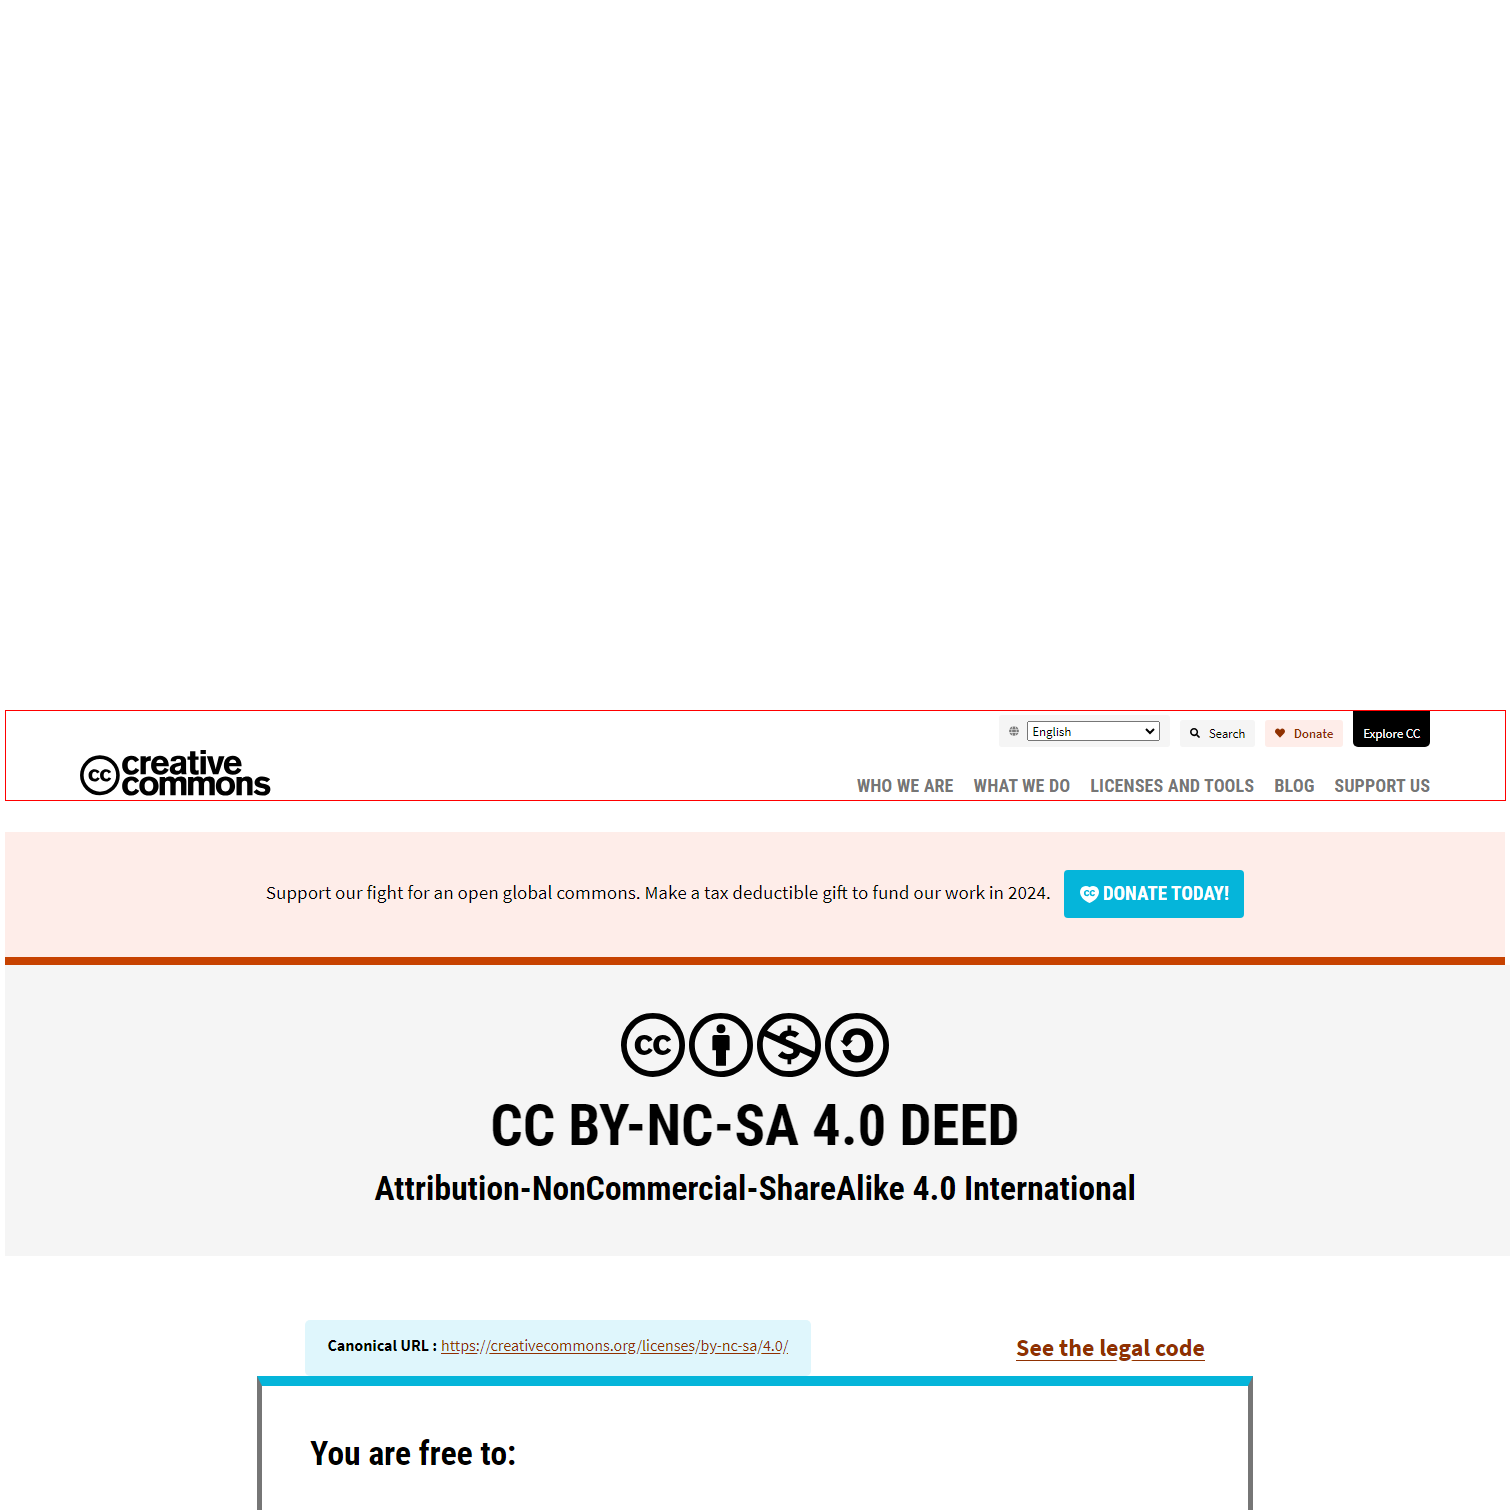 English
Search
Donate
Explore CC
creative
commons
WHO WE ARE
WHAT WE DO
LICENSES AND TOOLS
BLOG
SUPPORT US
Support our fight for an open global commons. Make a tax deductible gift to fund our work in 2024.
DONATE TODAY!
CC BY-NC-SA 4.0 DEED
Attribution-NonCommercial-ShareAlike 4.0 International
Canonical URL : https://creativecommons.org/licenses/by-nc-sa/4.0/
See the legal code
You are free to: